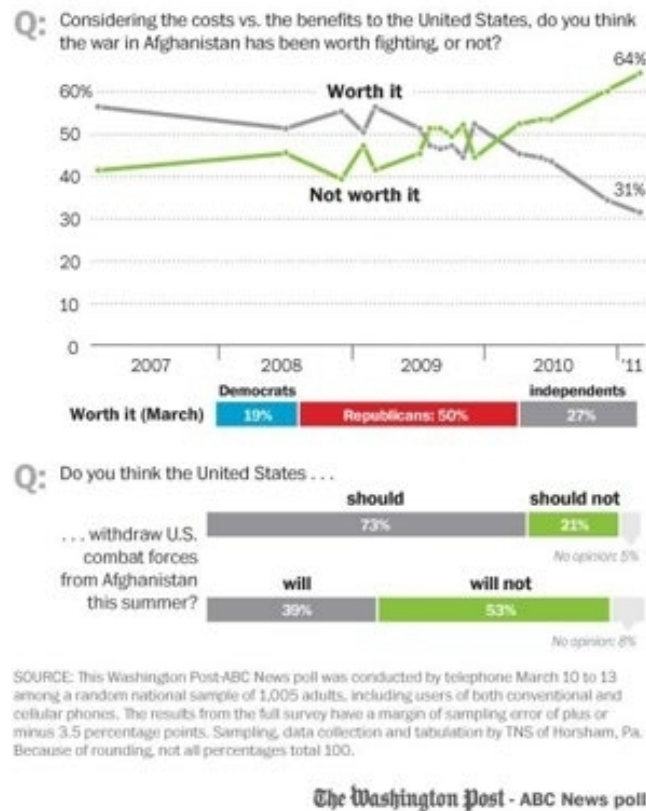 Q: Considering the costs vs. the benefits to the United States, do you think
the war in Afghanistan has been worth fighting, or not?
64%
60%
Worth it
50
40
Not worth it
31%
30
20
10
0
2007 2008 2009 2010 '11
Democrats independents
Worth it (March) 19% Republicans: 50% 27%
Q: Do you think the United States . . .
should should not
73% 21%
No opinion: 5%
. . . withdraw U.S.
combat forces
from Afghanistan
this summer?
will will not
39% 53%
No opinion: 8%
SOURCE: This Washington Post-ABC News poll was conducted by telephone March 10 to 13
among a random national sample of 1,005 adults, including users of both conventional and
cellular phones. The results from the full survey have a margin of sampling error of plus or
minus 3.5 percentage points. Sampling, data collection and tabulation by TNS of Horsham, Pa.
Because of rounding, not all percentages total 100.
The Washington Post - ABC News poll